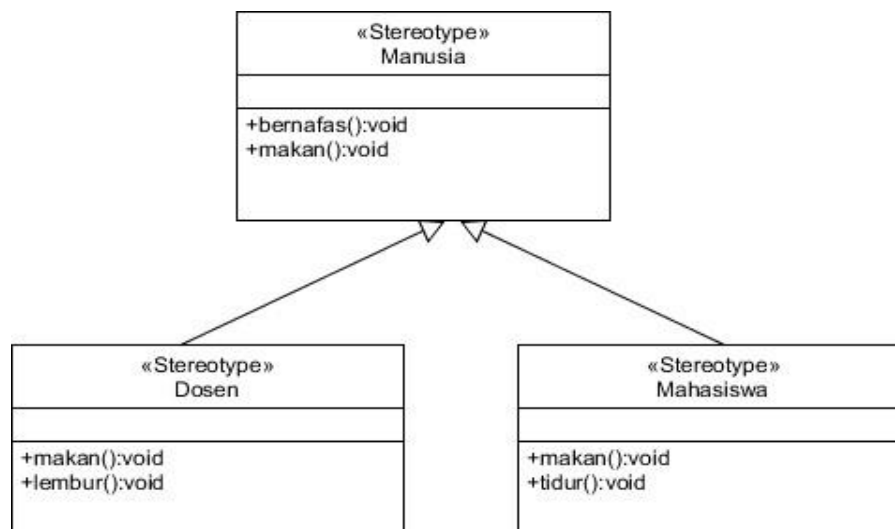 «Stereotype»
Manusia
+bernafas():void
+makan():void
«Stereotype»
Dosen
+makan():void
+lembur():void
«Stereotype»
Mahasiswa
+makan():void
+tidur():void